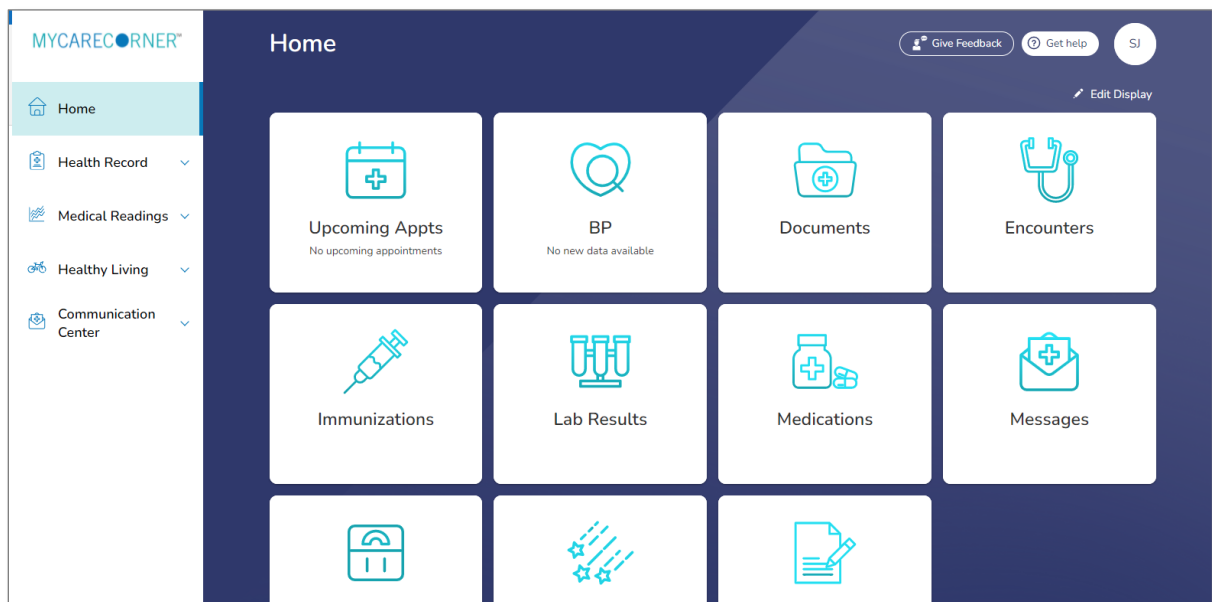 MYCARECORNER™
Home
Give Feedback
Get help
SJ
Edit Display
Home
Health Record
Medical Readings
Healthy Living
Communication
Center
Upcoming Appts
No upcoming appointments
BP
No new data available
Documents
Encounters
Immunizations
Lab Results
Medications
Messages